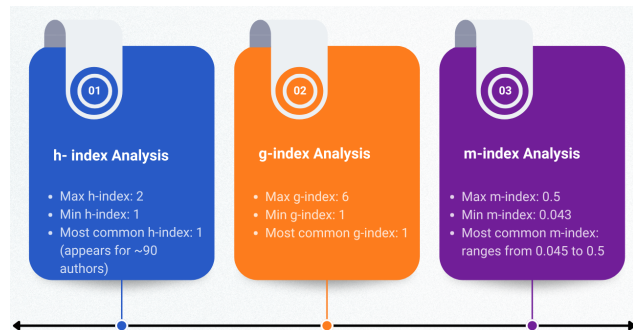 01
h- index Analysis
• Max h-index: 2
• Min h-index: 1
• Most common h-index: 1
(appears for ~90
authors)
02
g-index Analysis
• Max g-index: 6
• Min g-index: 1
• Most common g-index: 1
03
m-index Analysis
• Max m-index: 0.5
• Min m-index: 0.043
• Most common m-index:
ranges from 0.045 to 0.5